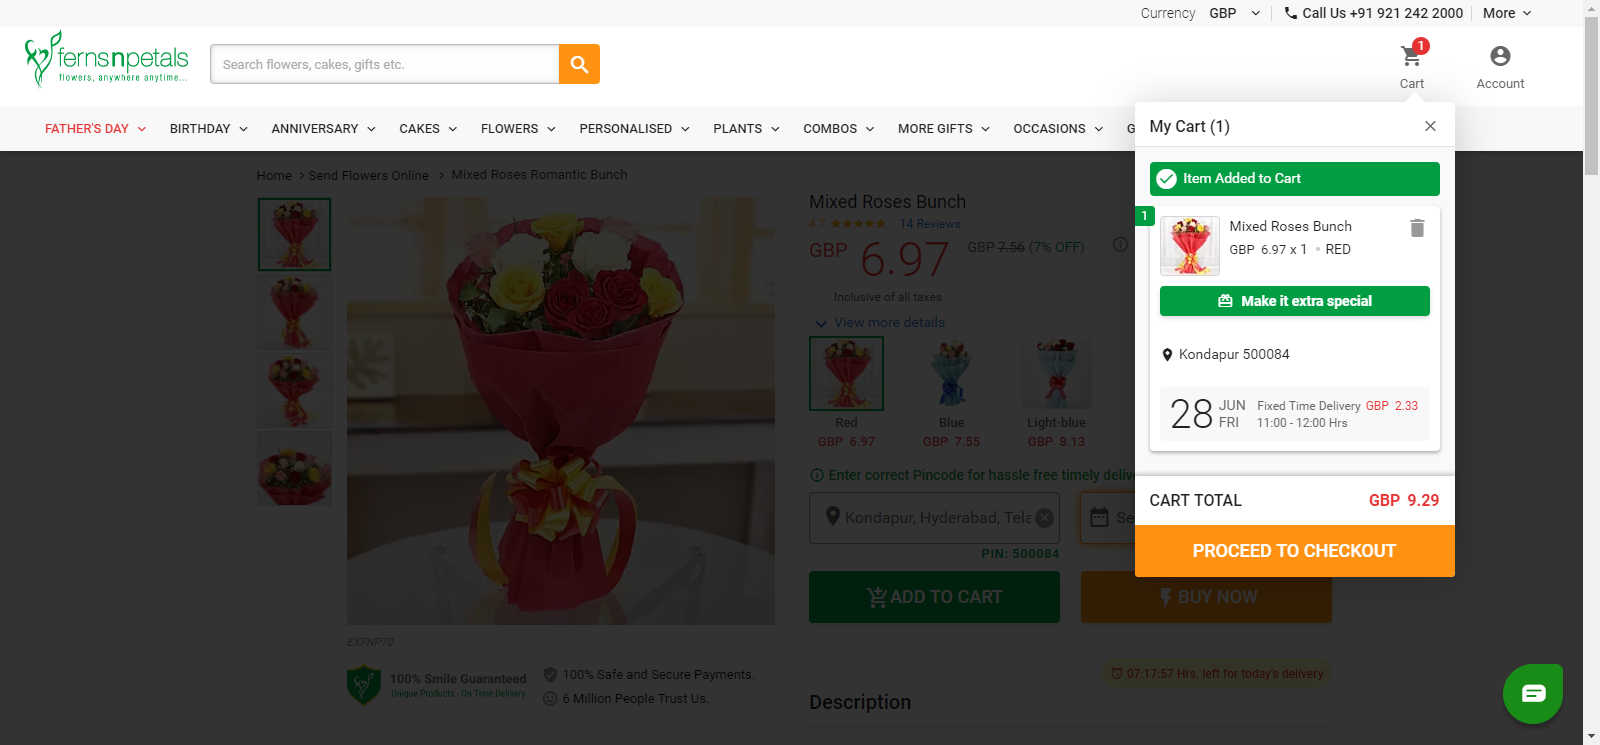 Currency GBP Call Us +91 921 242 2000 More
fernsnpetals
flowers, anywhere anytime...
Search flowers, cakes, gifts etc.
1
Cart
Account
FATHER'S DAY BIRTHDAY ANNIVERSARY CAKES FLOWERS PERSONALISED PLANTS COMBOS MORE GIFTS OCCASIONS G
My Cart (1)
Item Added to Cart
1
Mixed Roses Bunch
GBP 6.97 x 1 • RED
Make it extra special
Kondapur 500084
28 JUN FRI
Fixed Time Delivery GBP 2.33
11:00 - 12:00 Hrs
CART TOTAL GBP 9.29
PROCEED TO CHECKOUT
Home > Send Flowers Online > Mixed Roses Romantic Bunch
Mixed Roses Bunch
4.7 14 Reviews
GBP 6.97 GBP 7.56 (7% OFF)
Inclusive of all taxes
View more details
Red Blue Light-blue
GBP 6.97 GBP 7.55 GBP 8.13
Enter correct Pincode for hassle free timely deliv
Kondapur, Hyderabad, Tela
Se
PIN: 500084
ADD TO CART BUY NOW
EXFNP70
100% Smile Guaranteed
Unique Products - On Time Delivery
100% Safe and Secure Payments.
6 Million People Trust Us.
07:17:57 Hrs. left for today's delivery
Description